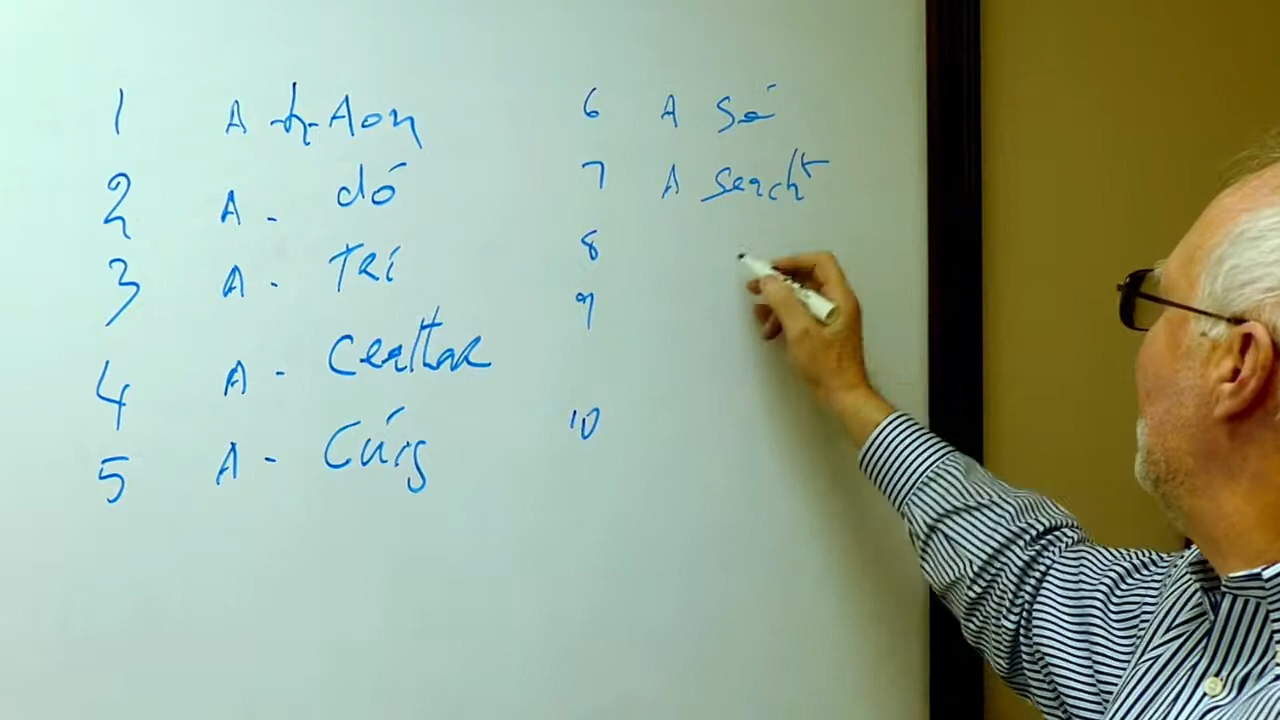 1 A h-Aon
2 A - dó
3 A - Trí
4 A - Ceathar
5 A - Cúig
6 A Sé
7 A Seacht
8
9
10